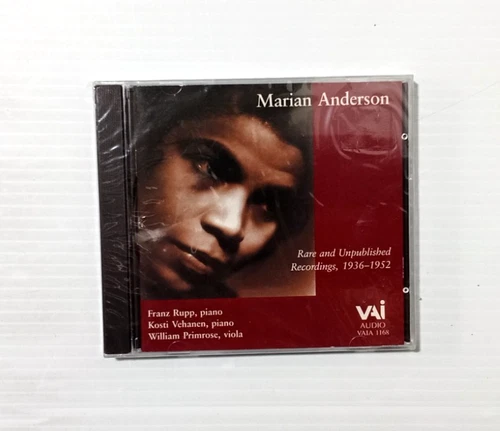 Marian Anderson
Rare and Unpublished
Recordings, 1936–1952
Franz Rupp, piano
Kosti Vehanen, piano
William Primrose, viola
VAI
AUDIO
VAIA 1168